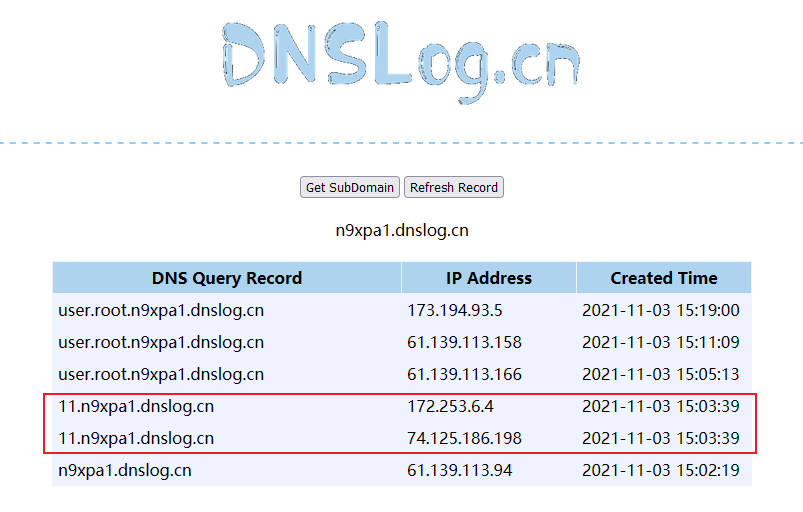 DNSLog.cn
Get SubDomain Refresh Record
n9xpa1.dnslog.cn
DNS Query Record IP Address Created Time
user.root.n9xpa1.dnslog.cn 173.194.93.5 2021-11-03 15:19:00
user.root.n9xpa1.dnslog.cn 61.139.113.158 2021-11-03 15:11:09
user.root.n9xpa1.dnslog.cn 61.139.113.166 2021-11-03 15:05:13
11.n9xpa1.dnslog.cn 172.253.6.4 2021-11-03 15:03:39
11.n9xpa1.dnslog.cn 74.125.186.198 2021-11-03 15:03:39
n9xpa1.dnslog.cn 61.139.113.94 2021-11-03 15:02:19